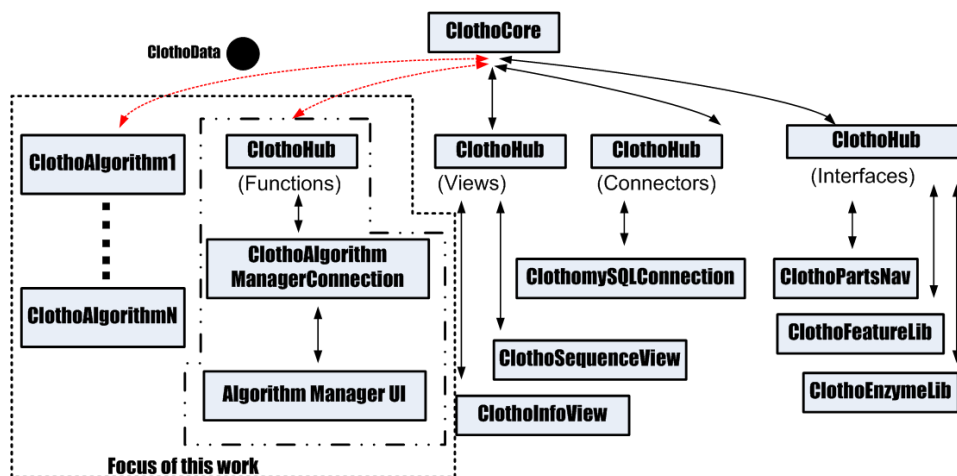 ClothoCore
ClothoData
ClothoAlgorithm1
ClothoHub
(Functions)
ClothoHub
(Views)
ClothoHub
(Connectors)
ClothoHub
(Interfaces)
ClothoAlgorithm
ManagerConnection
ClothomySQLConnection
ClothoPartsNav
ClothoAlgorithmN
ClothoFeatureLib
ClothoSequenceView
Algorithm Manager UI
ClothoEnzymeLib
ClothoInfoView
Focus of this work